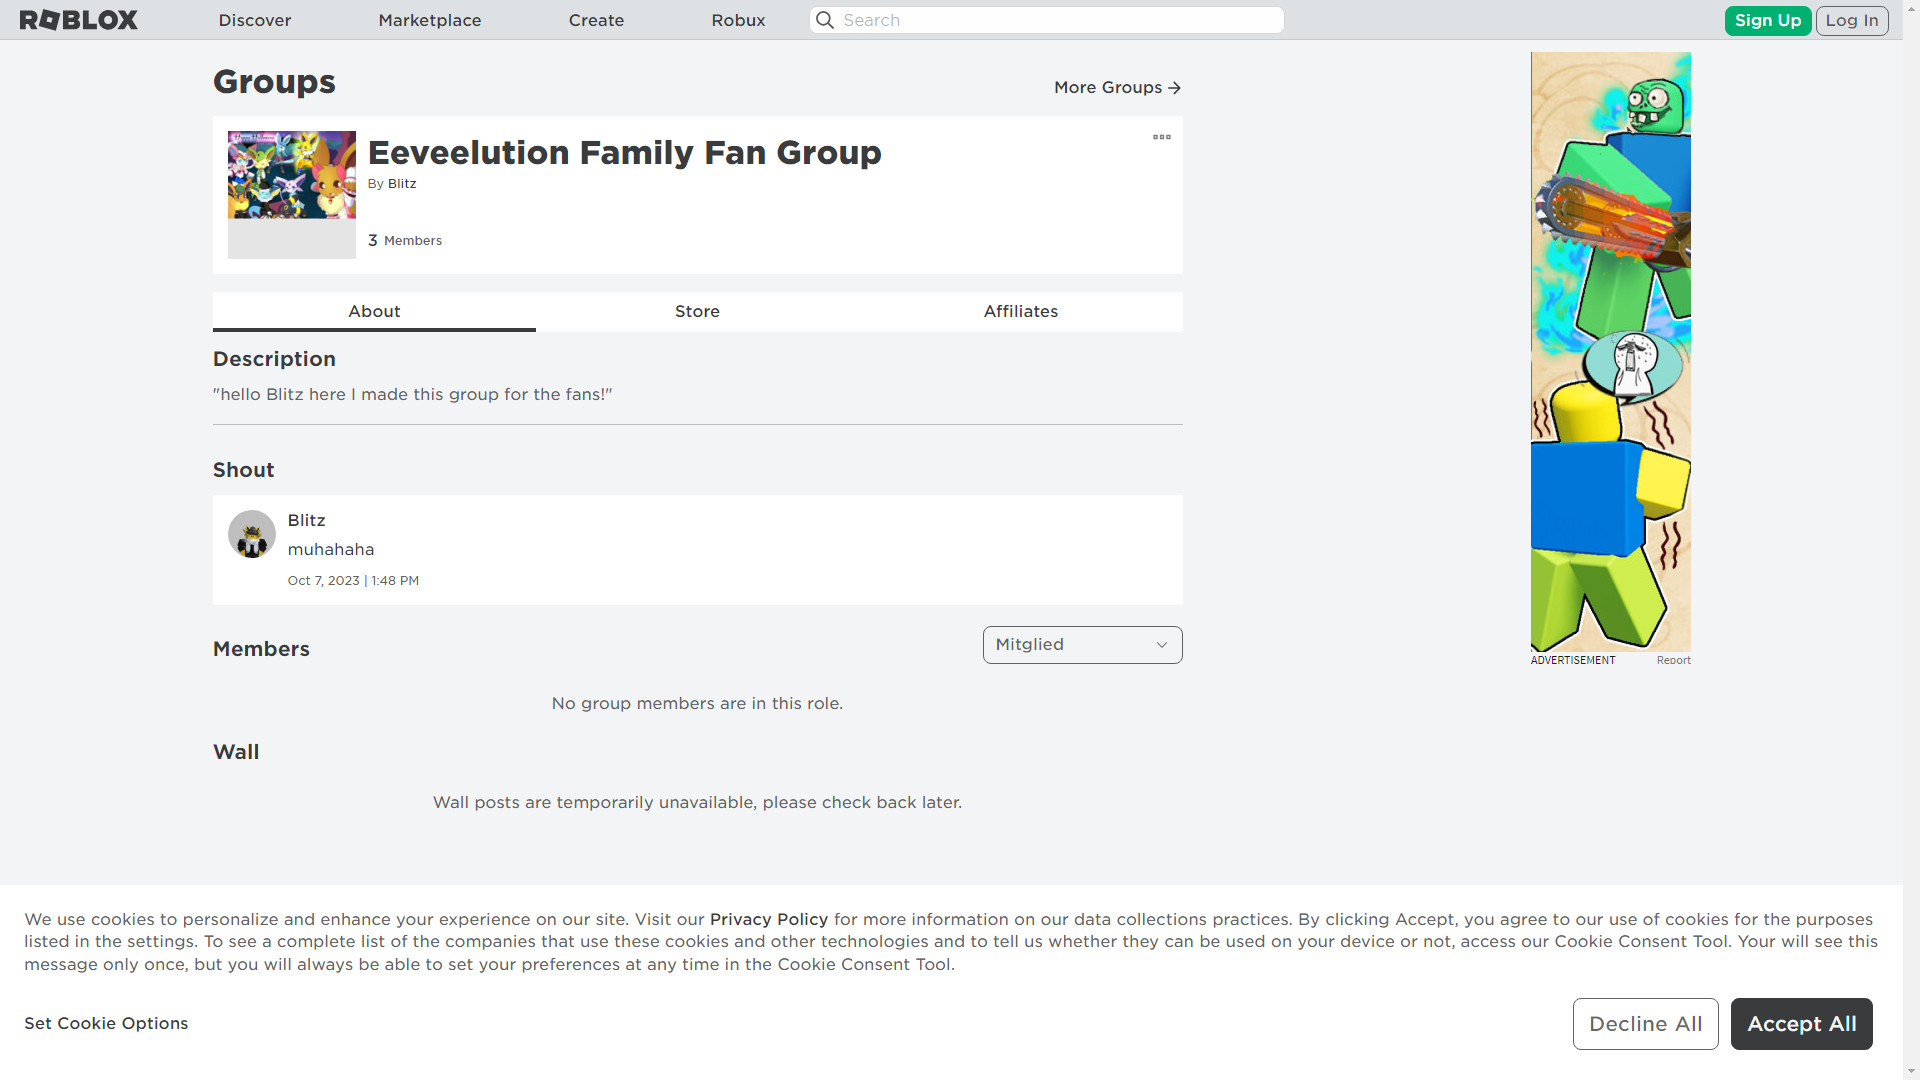 ROBLOX
Discover
Marketplace
Create
Robux
Search
Sign Up
Log In
Groups
More Groups
Eeveelution Family Fan Group
By Blitz
3 Members
About
Store
Affiliates
Description
"hello Blitz here I made this group for the fans!"
Shout
Blitz
muhahaha
Oct 7, 2023 | 1:48 PM
Members
Mitglied
No group members are in this role.
Wall
Wall posts are temporarily unavailable, please check back later.
ADVERTISEMENT
Report
We use cookies to personalize and enhance your experience on our site. Visit our Privacy Policy for more information on our data collections practices. By clicking Accept, you agree to our use of cookies for the purposes
listed in the settings. To see a complete list of the companies that use these cookies and other technologies and to tell us whether they can be used on your device or not, access our Cookie Consent Tool. Your will see this
message only once, but you will always be able to set your preferences at any time in the Cookie Consent Tool.
Set Cookie Options
Decline All
Accept All